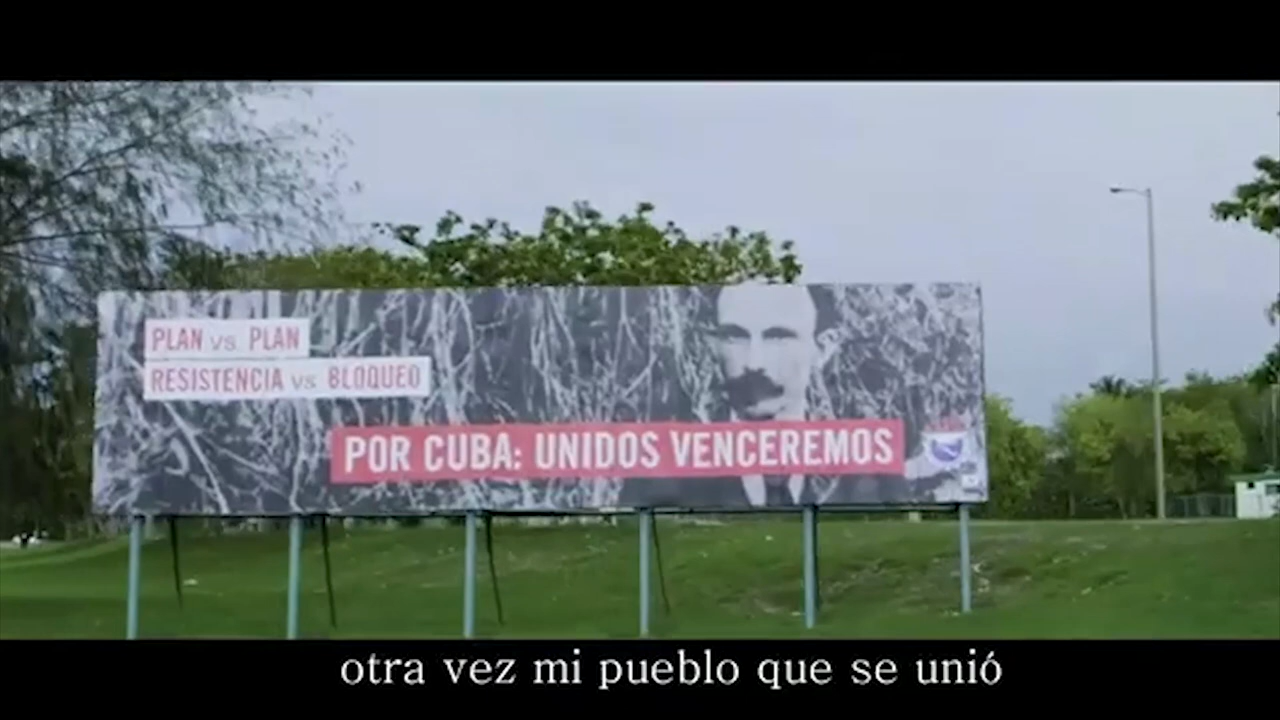 PLAN vs. PLAN
RESISTENCIA vs BLOQUEO
POR CUBA: UNIDOS VENCEREMOS
otra vez mi pueblo que se unió